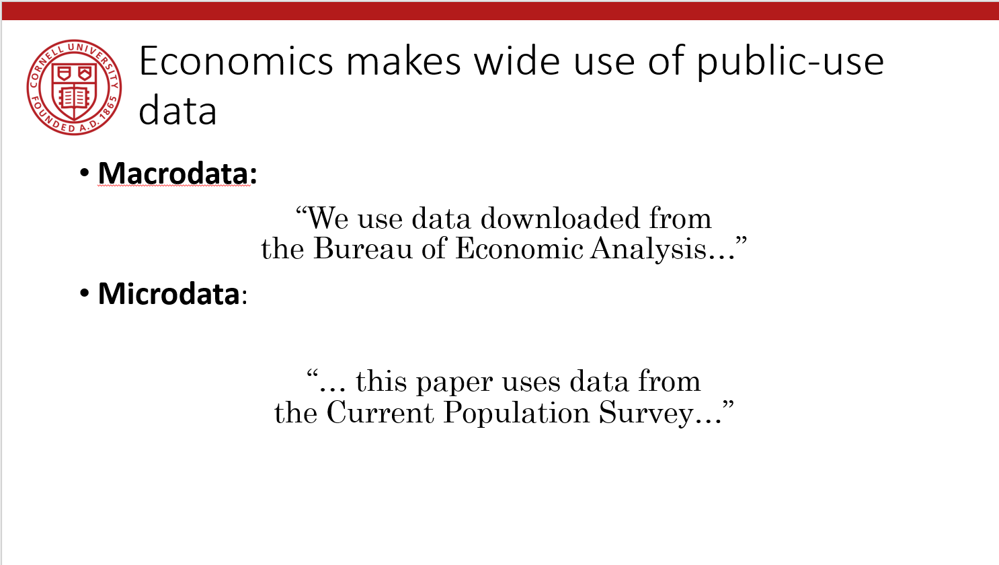 CORNELL UNIVERSITY
FOUNDED A.D. 1865
Economics makes wide use of public-use
data
• Macrodata:
“We use data downloaded from
the Bureau of Economic Analysis…”
• Microdata:
“… this paper uses data from
the Current Population Survey…”